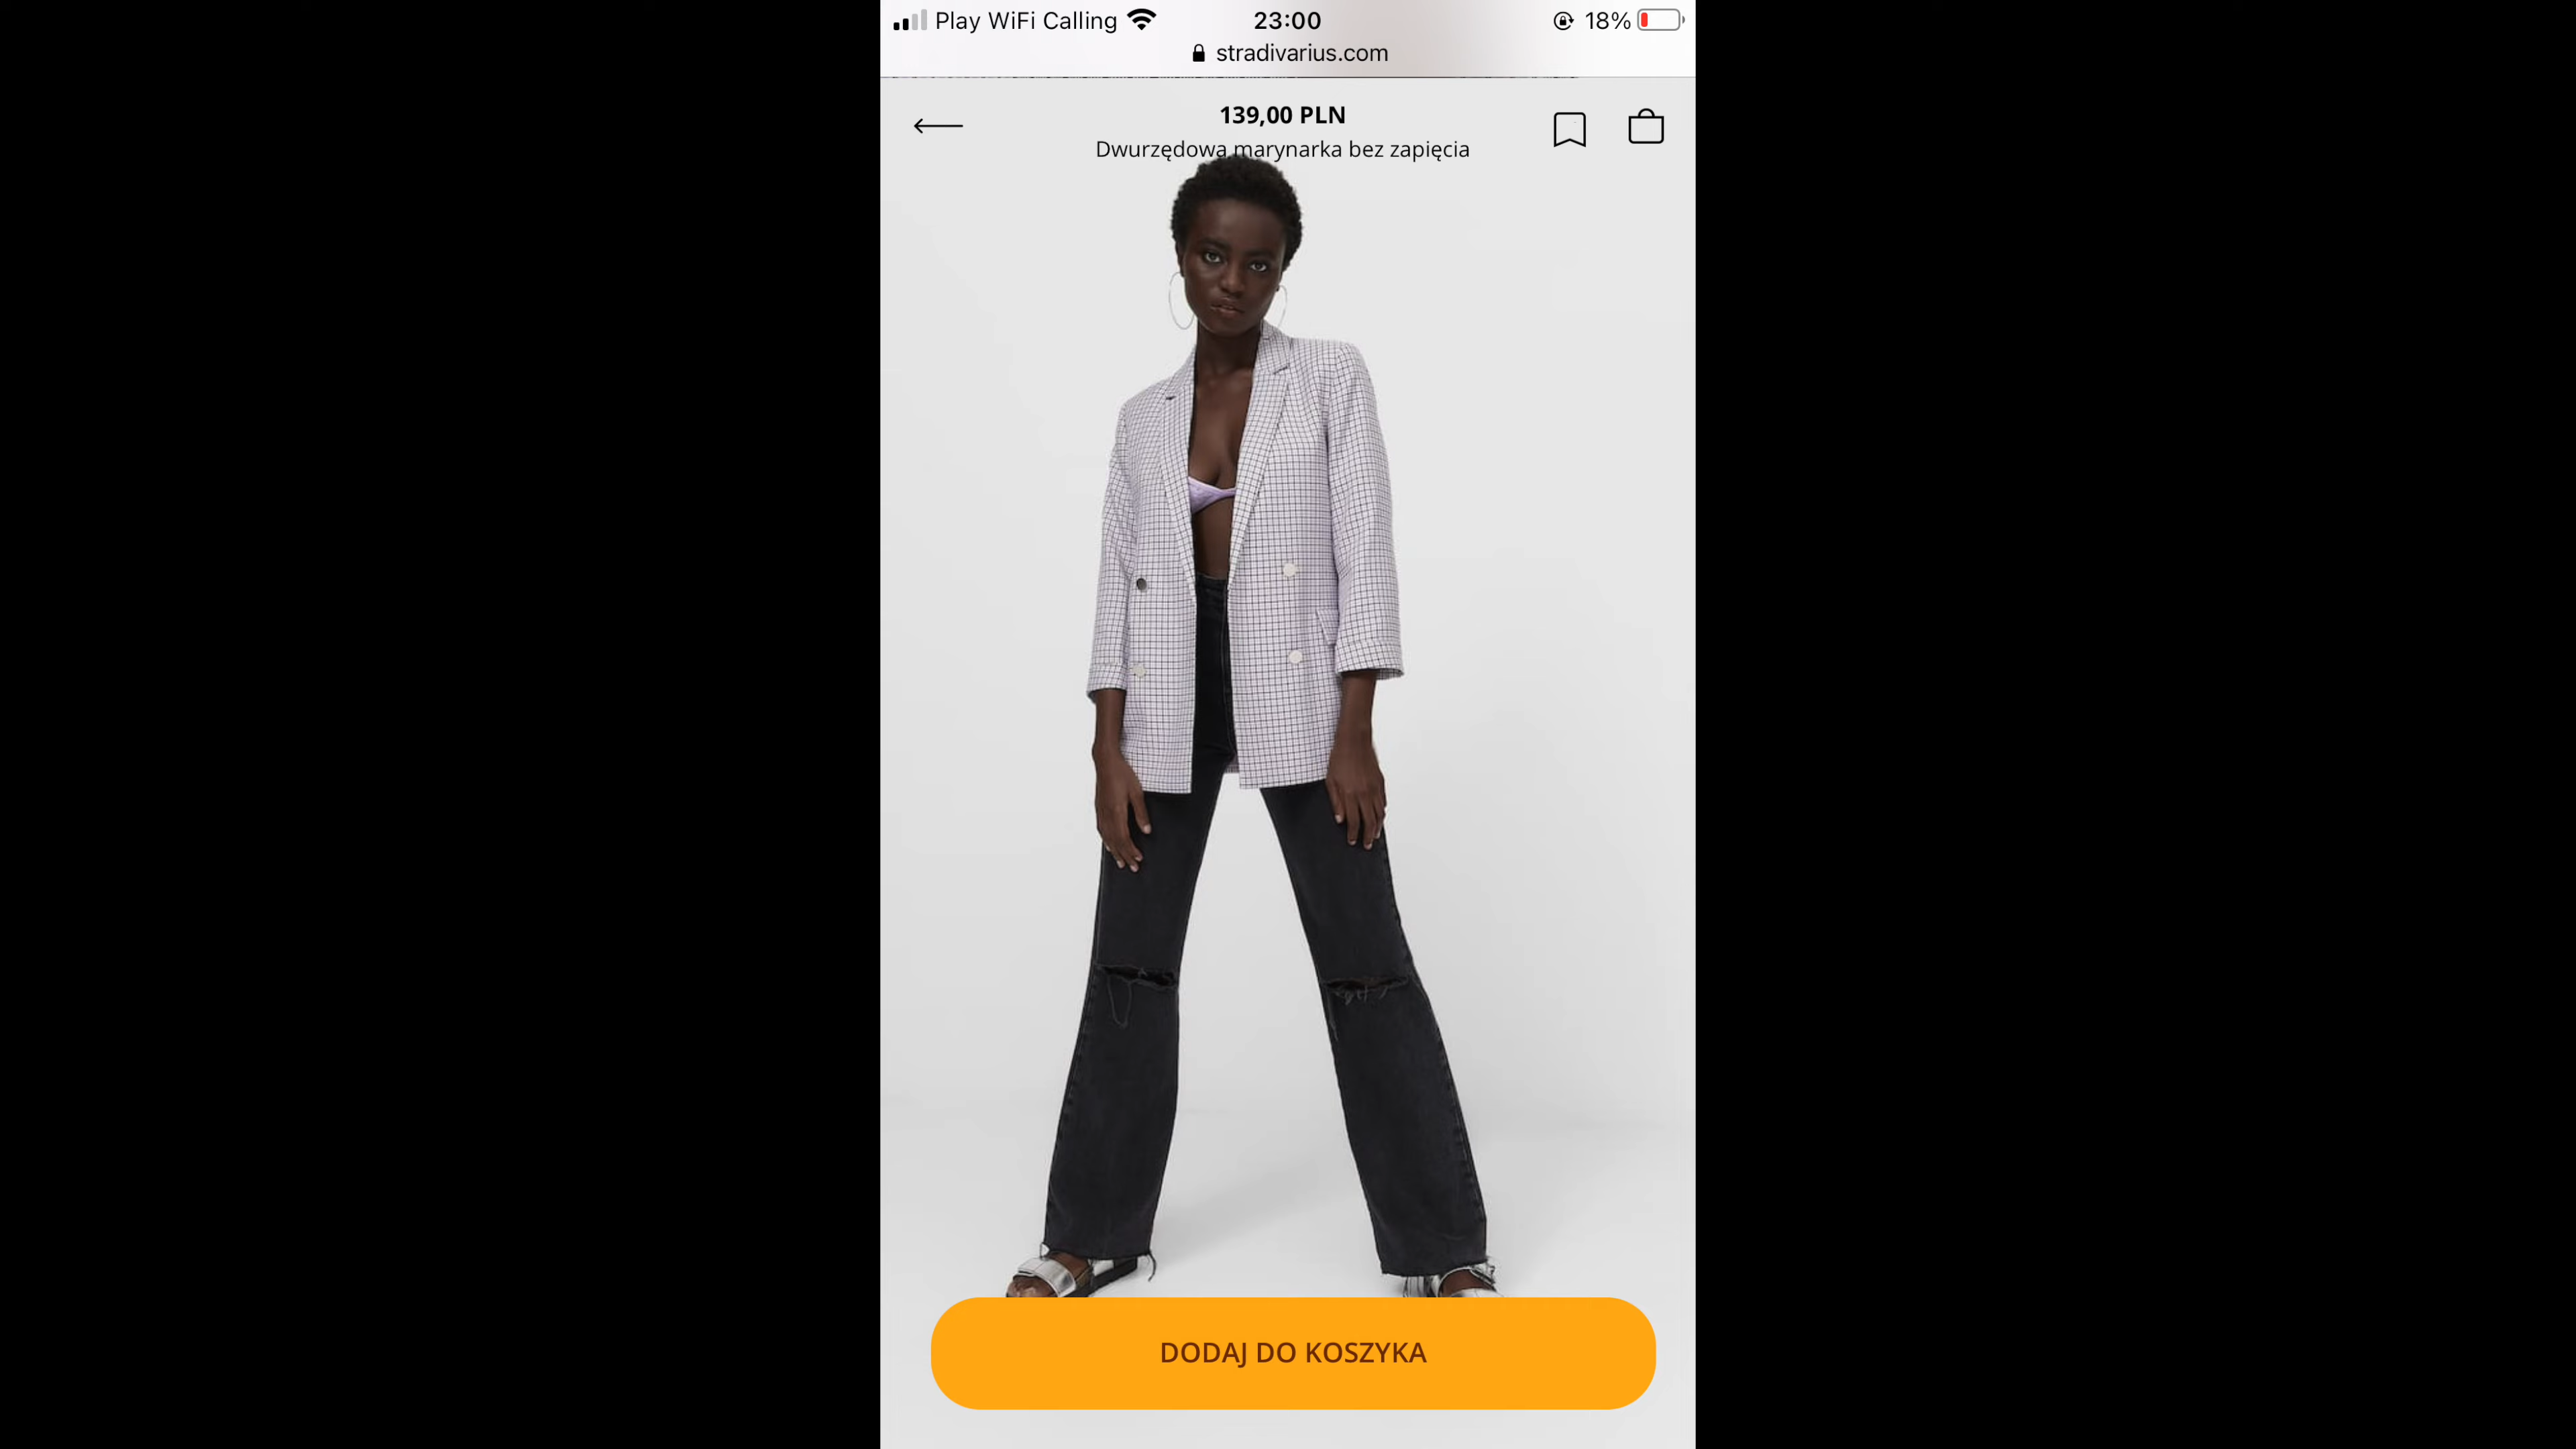 Play WiFi Calling 23:00 18%
stradivarius.com
139,00 PLN
Dwurzędowa marynarka bez zapięcia
DODAJ DO KOSZYKA